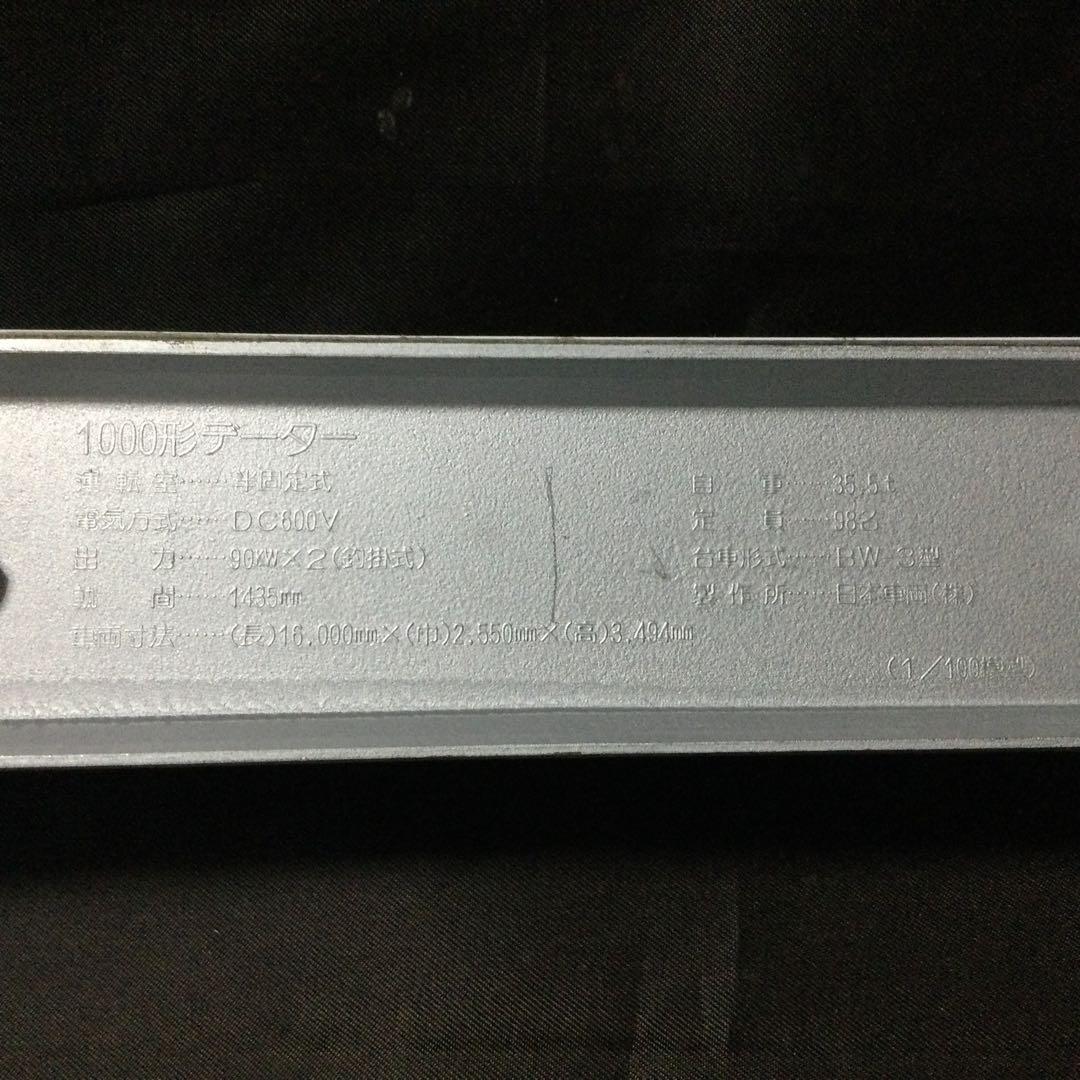 1000形データー
運転室……半固定式
電気方式……DC600V
出力……90KW×2(釣掛式)
軌間……1435mm
車両寸法……(長)16.000mm×(巾)2.550mm×(高)3.494mm
自重……35.5t
定員……98名
台車形式……BW-3型
製作所……日本車両(株)
(1/100模型)